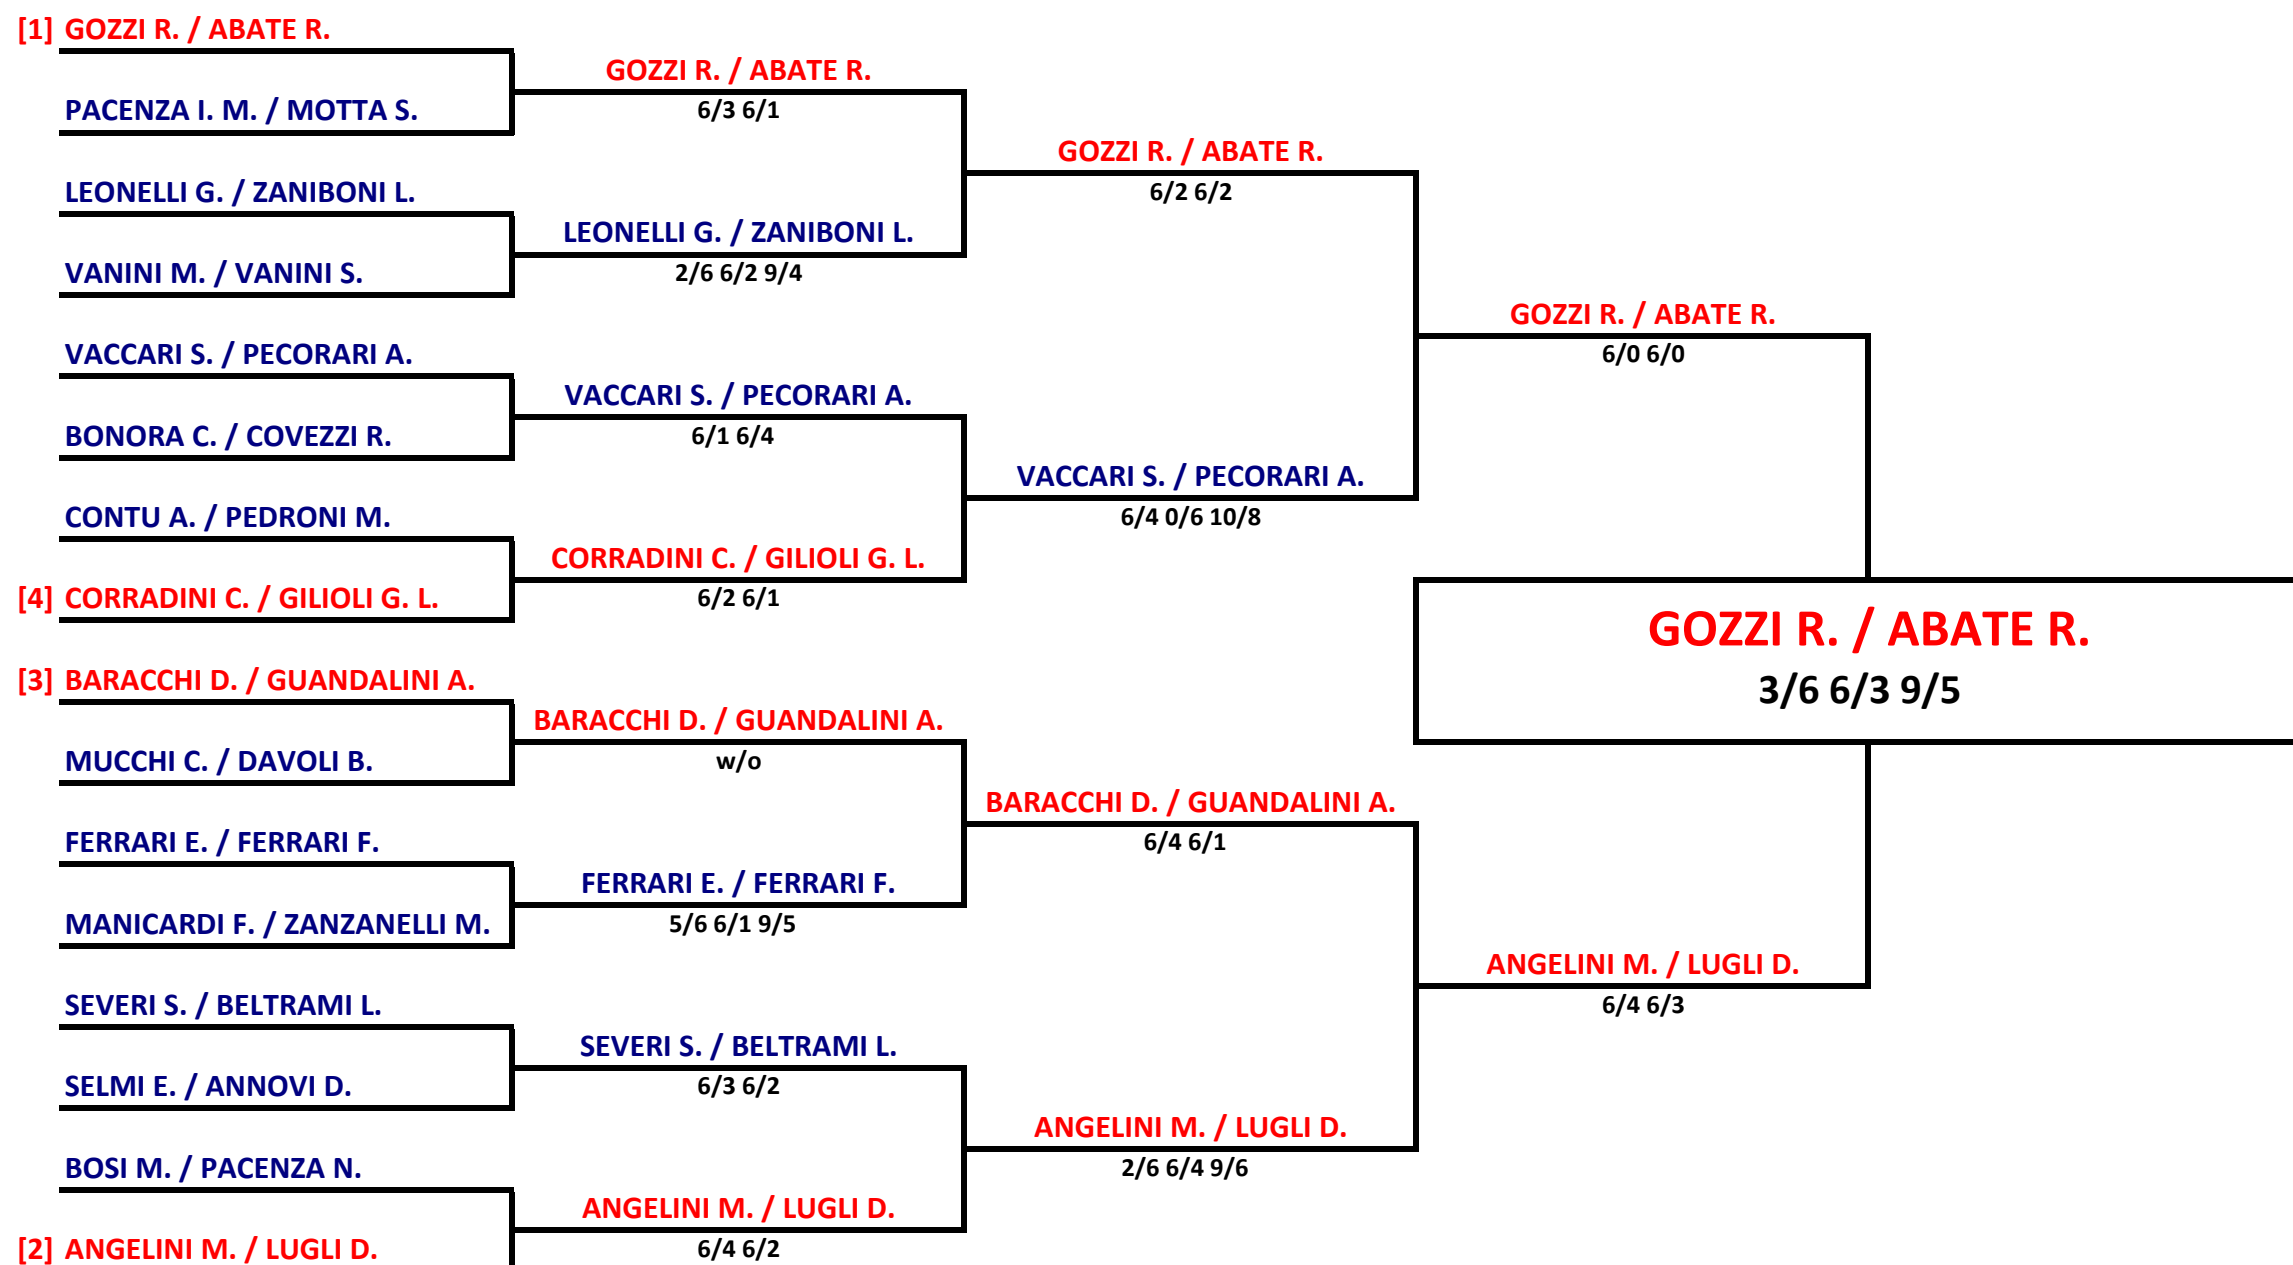 [1] GOZZI R. / ABATE R.
GOZZI R. / ABATE R.
PACENZA I. M. / MOTTA S.
6/3 6/1
GOZZI R. / ABATE R.
LEONELLI G. / ZANIBONI L.
6/2 6/2
LEONELLI G. / ZANIBONI L.
VANINI M. / VANINI S.
2/6 6/2 9/4
GOZZI R. / ABATE R.
VACCARI S. / PECORARI A.
6/0 6/0
VACCARI S. / PECORARI A.
BONORA C. / COVEZZI R.
6/1 6/4
VACCARI S. / PECORARI A.
CONTU A. / PEDRONI M.
6/4 0/6 10/8
CORRADINI C. / GILIOLI G. L.
[4] CORRADINI C. / GILIOLI G. L.
6/2 6/1
GOZZI R. / ABATE R.
3/6 6/3 9/5
[3] BARACCHI D. / GUANDALINI A.
BARACCHI D. / GUANDALINI A.
MUCCHI C. / DAVOLI B.
w/o
BARACCHI D. / GUANDALINI A.
FERRARI E. / FERRARI F.
6/4 6/1
FERRARI E. / FERRARI F.
MANICARDI F. / ZANZANELLI M.
5/6 6/1 9/5
ANGELINI M. / LUGLI D.
SEVERI S. / BELTRAMI L.
6/4 6/3
SEVERI S. / BELTRAMI L.
SELMI E. / ANNOVI D.
6/3 6/2
ANGELINI M. / LUGLI D.
BOSI M. / PACENZA N.
2/6 6/4 9/6
ANGELINI M. / LUGLI D.
[2] ANGELINI M. / LUGLI D.
6/4 6/2